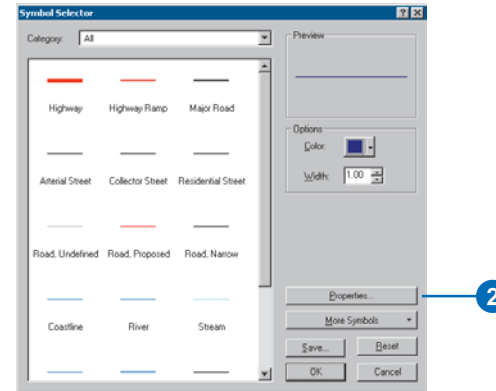 Symbol Selector
Category: All
Preview
Highway Highway Ramp Major Road
Options
Color:
Width: 1.00
Arterial Street Collector Street Residential Street
Road, Undefined Road, Proposed Road, Narrow
Properties...
2
More Symbols
Coastline River Stream
Save... Reset
OK Cancel